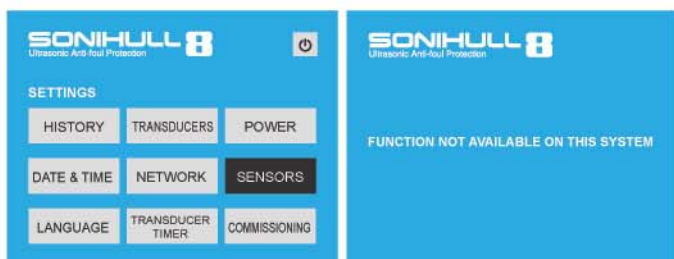 SONIHULL 8
Ultrasonic Anti-foul Protection
SETTINGS
HISTORY
TRANSDUCERS
POWER
DATE & TIME
NETWORK
SENSORS
LANGUAGE
TRANSDUCER
TIMER
COMMISSIONING
SONIHULL 8
Ultrasonic Anti-foul Protection
FUNCTION NOT AVAILABLE ON THIS SYSTEM